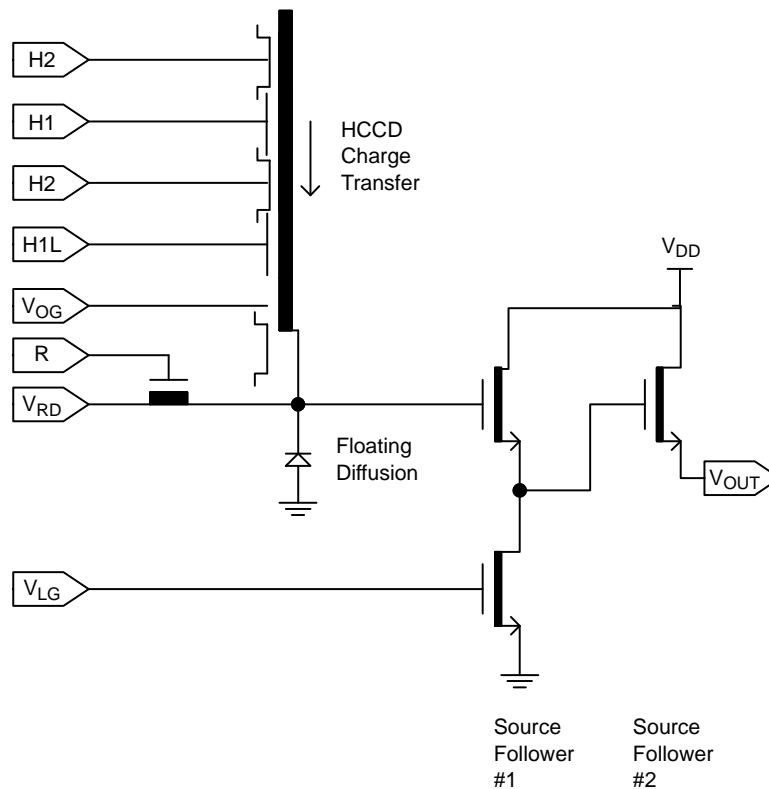 H2
H1
H2
H1L
VOG
R
VRD
VLG
HCCD
Charge
Transfer
VDD
Floating
Diffusion
VOUT
Source
Follower
#1
Source
Follower
#2